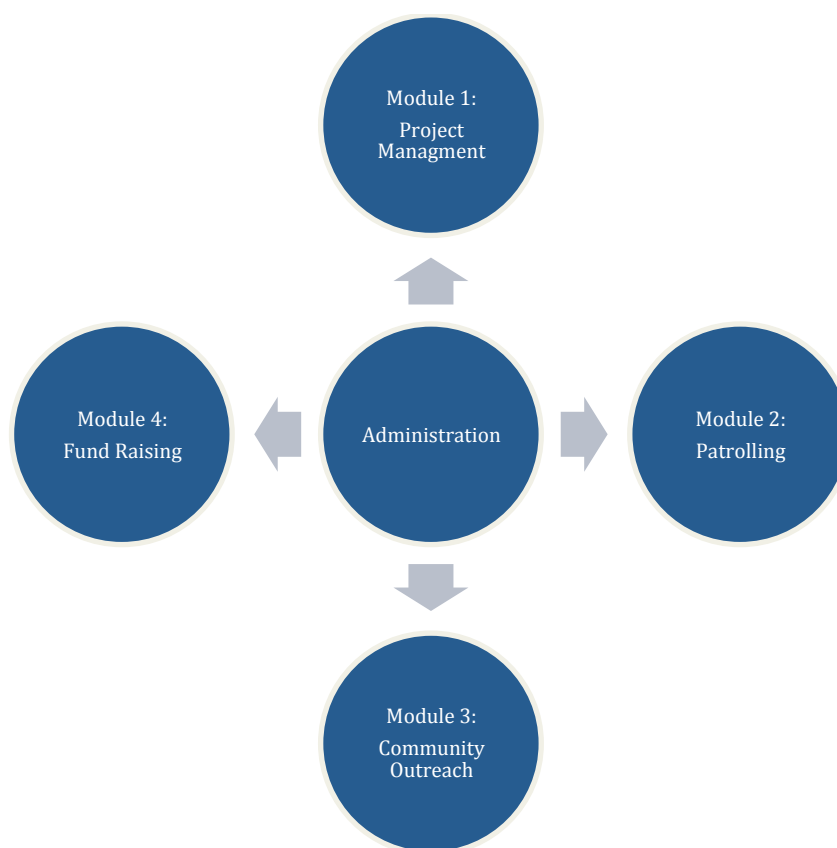 Module 1:
Project
Managment
Module 4:
Fund Raising
Administration
Module 2:
Patrolling
Module 3:
Community
Outreach